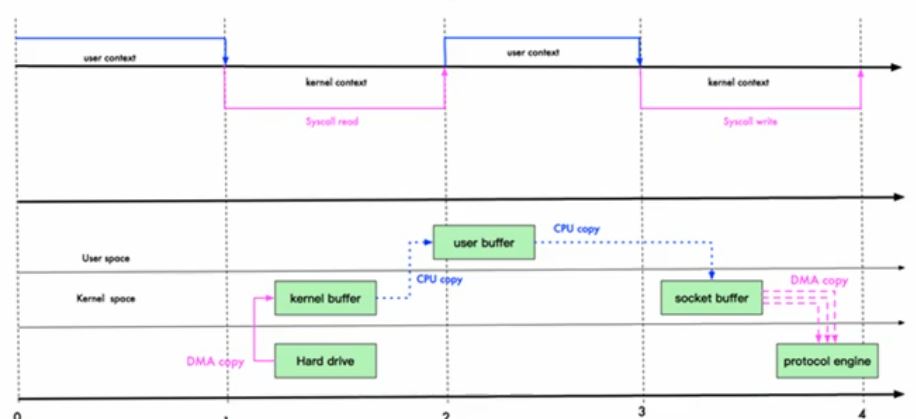 user context
user context
kernel context
kernel context
Syscall read
Syscall write
user buffer
CPU copy
User space
CPU copy
DMA copy
Kernel space
kernel buffer
socket buffer
DMA copy
Hard drive
protocol engine
0
2
3
4